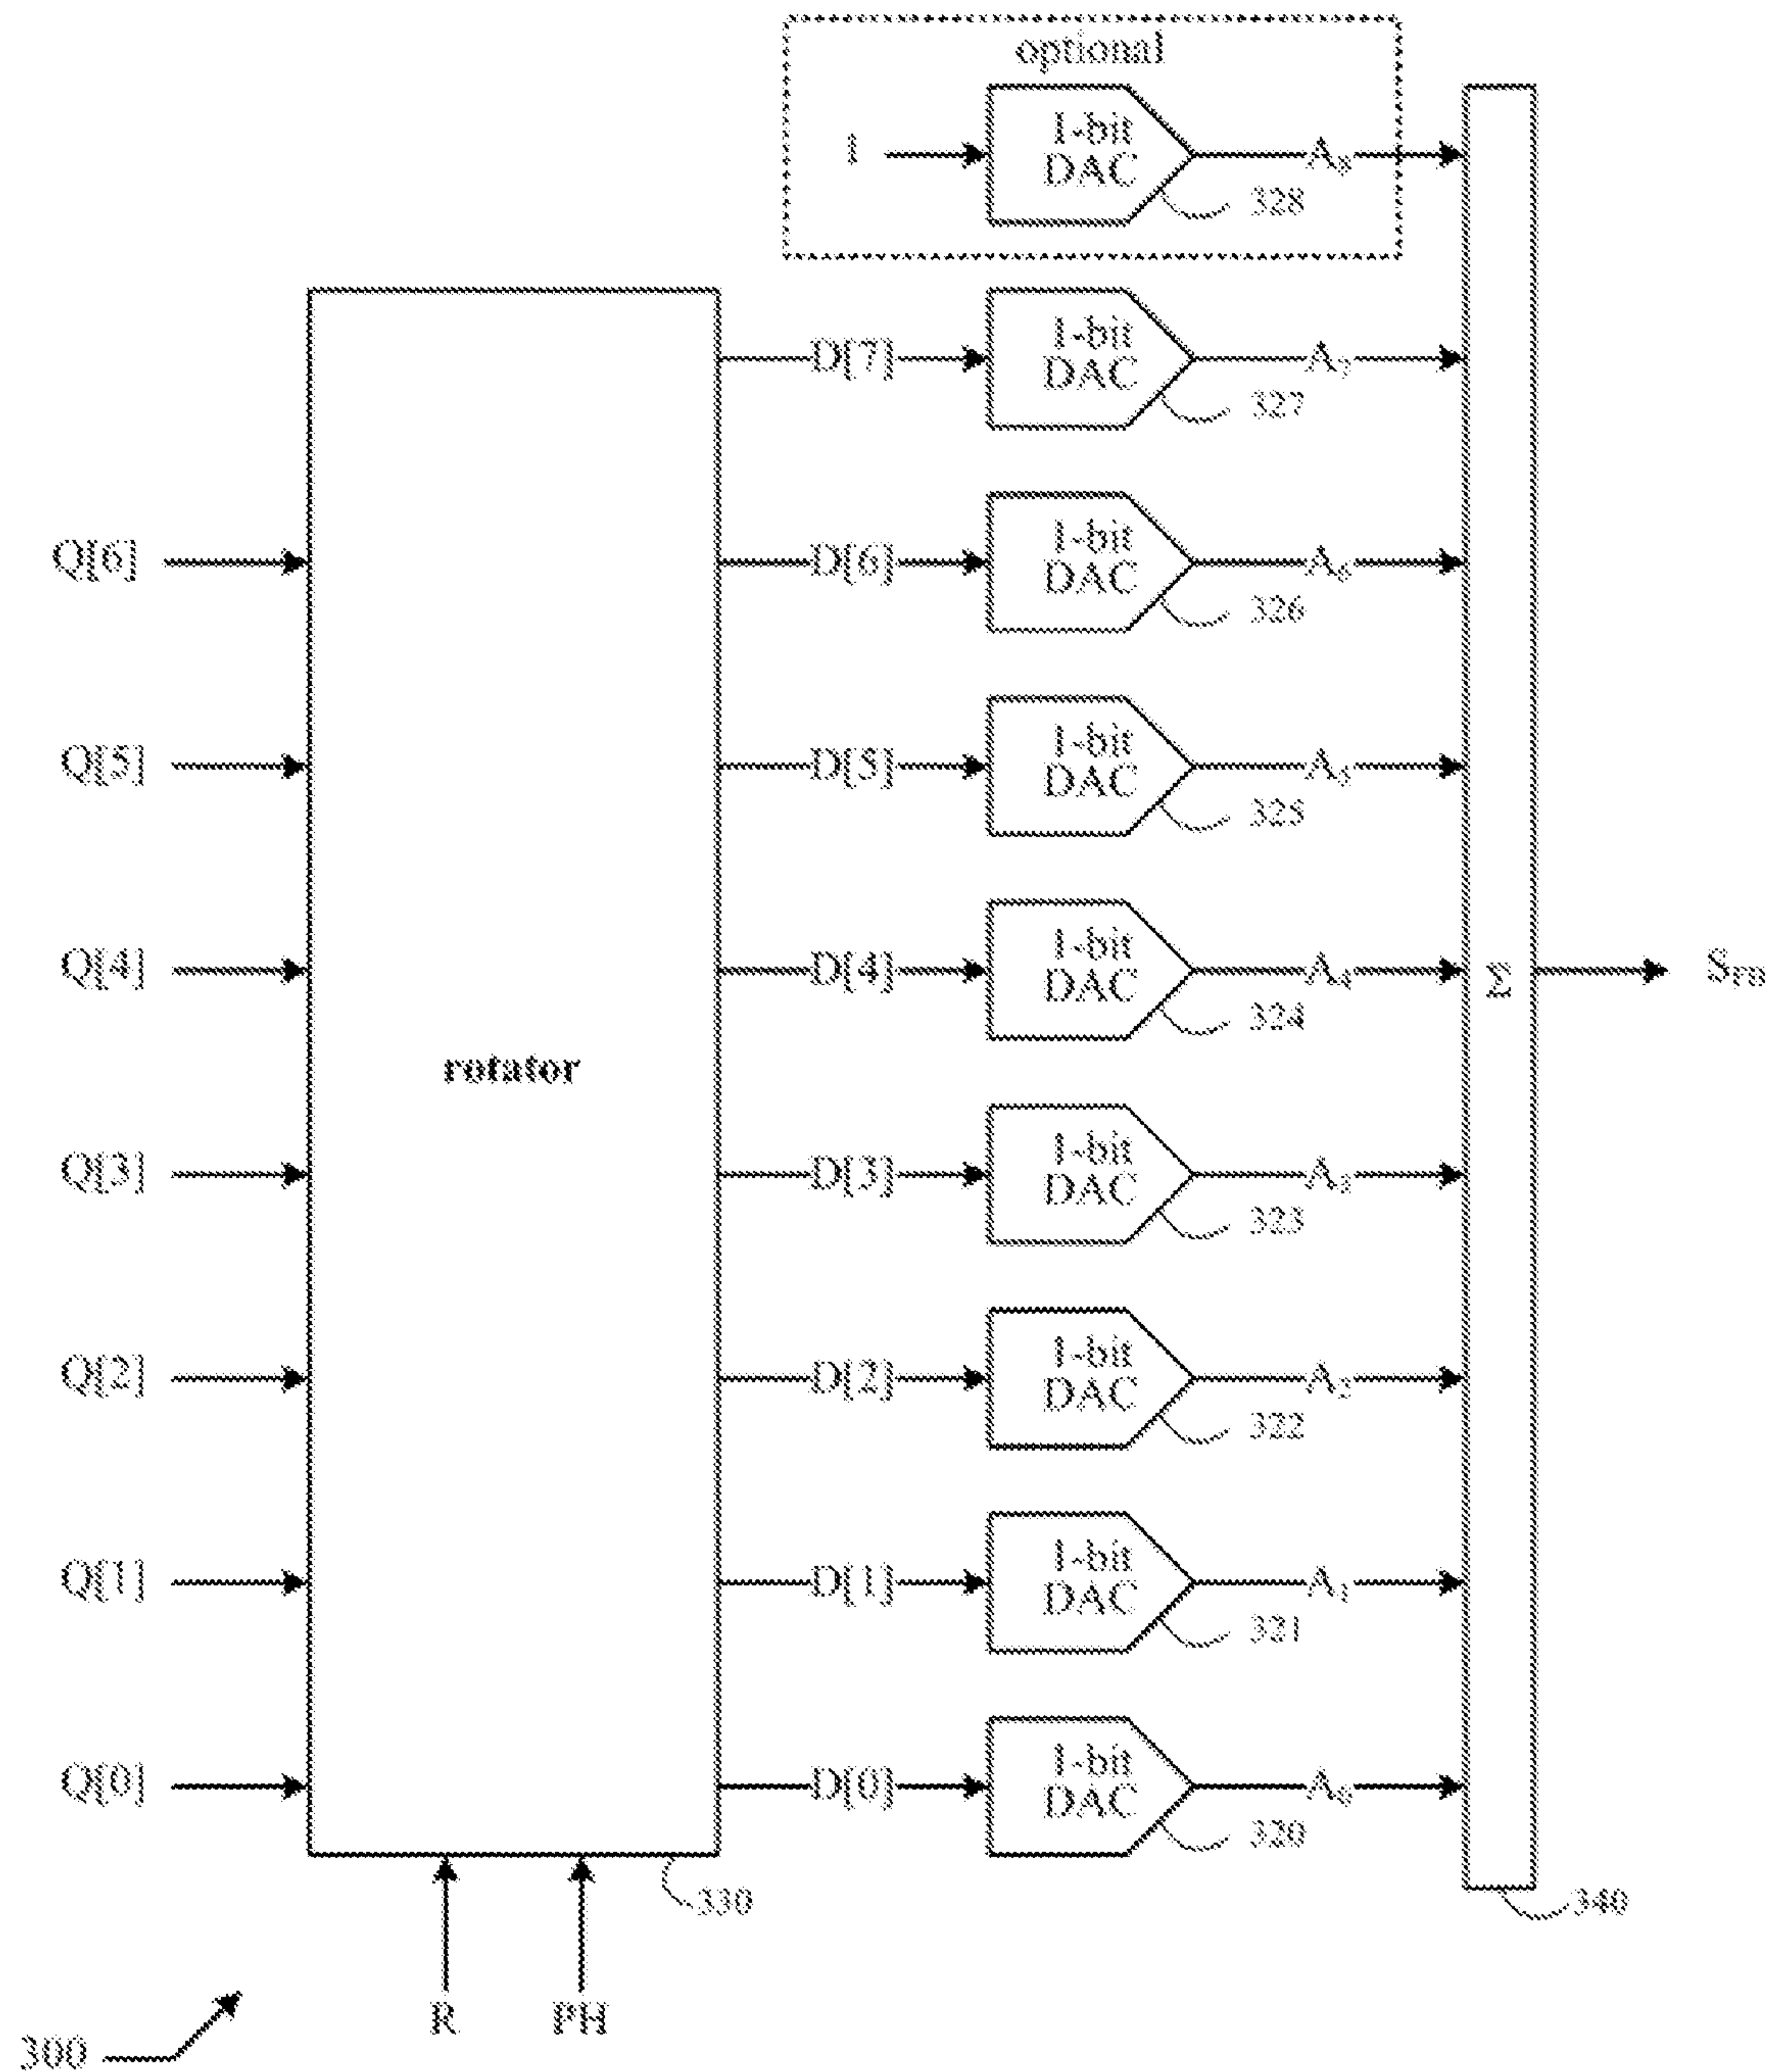 optional
1 1-bit DAC A8
328
D[7] 1-bit DAC A7
327
Q[6] D[6] 1-bit DAC A6
326
Q[5] D[5] 1-bit DAC A5
325
Q[4] D[4] 1-bit DAC A4 Σ SFB
324
rotator
Q[3] D[3] 1-bit DAC A3
323
Q[2] D[2] 1-bit DAC A2
322
Q[1] D[1] 1-bit DAC A1
321
Q[0] D[0] 1-bit DAC A0
320
330 340
R PH
300